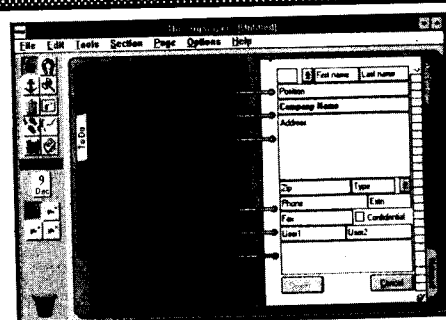 File Edit Tools Section Page Options Help
To Do
First name Last name
Position
Company Name
Address
Zip Type
Phone Extn
Fax Confidential
User1 User2
Cancel
9
Dec